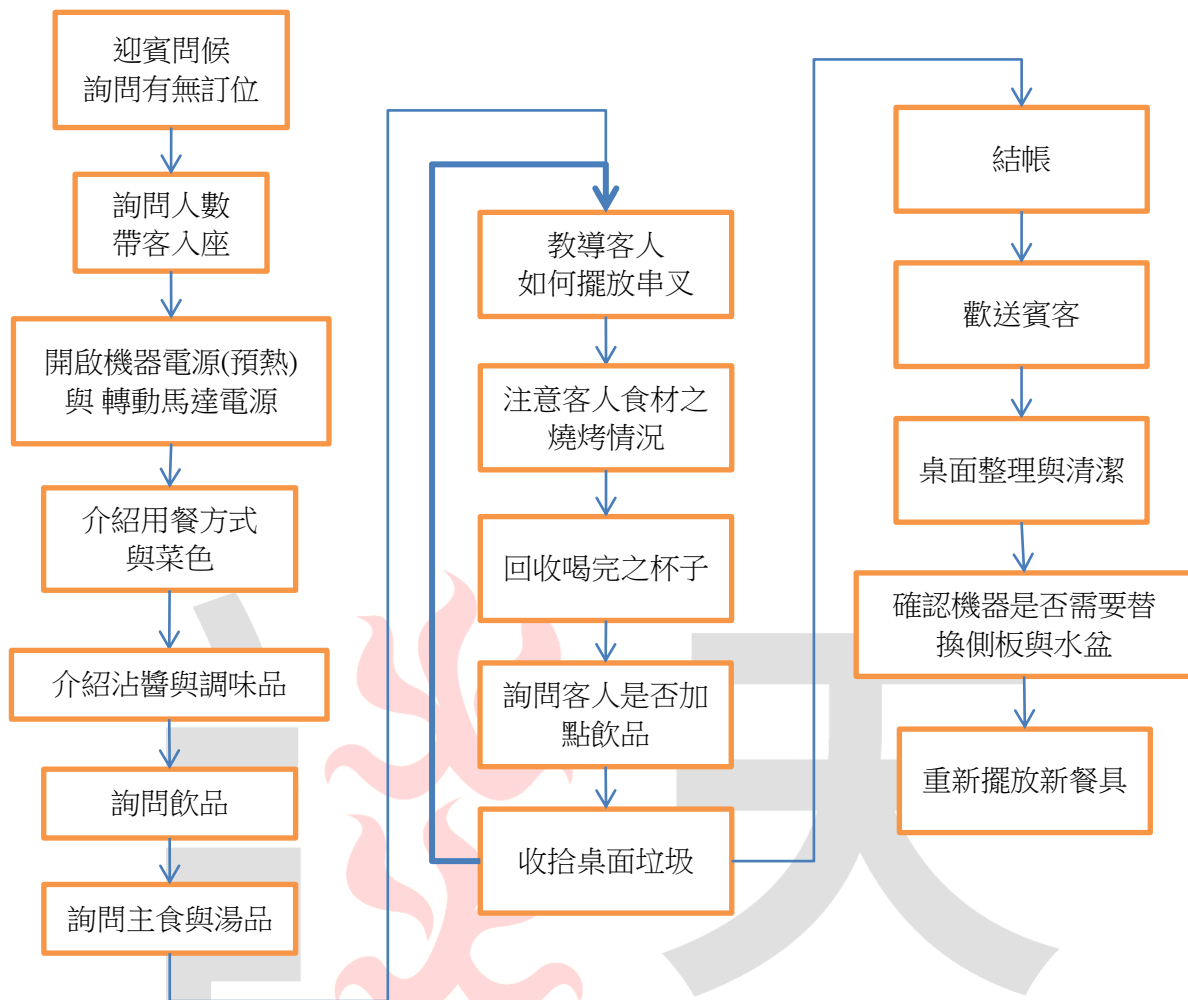 迎賓問候
詢問有無訂位
詢問人數
帶客入座
開啟機器電源(預熱)
與 轉動馬達電源
介紹用餐方式
與菜色
介紹沾醬與調味品
詢問飲品
詢問主食與湯品
教導客人
如何擺放串叉
注意客人食材之
燒烤情況
回收喝完之杯子
詢問客人是否加
點飲品
收拾桌面垃圾
結帳
歡送賓客
桌面整理與清潔
確認機器是否需要替
換側板與水盆
重新擺放新餐具